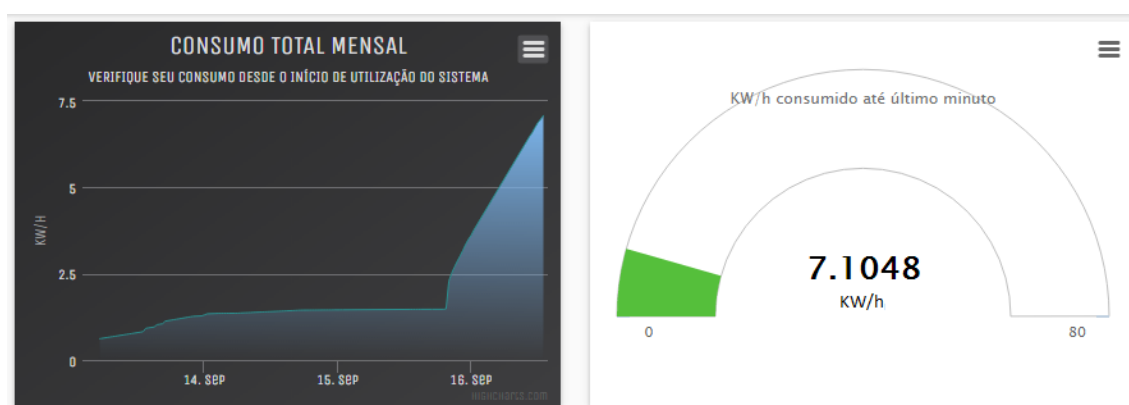 CONSUMO TOTAL MENSAL
VERIFIQUE SEU CONSUMO DESDE O INÍCIO DE UTILIZAÇÃO DO SISTEMA
7.5
5
2.5
0
KW/H
14. SEP
15. SEP
16. SEP
HIGHCHARTS.COM
KW/h consumido até último minuto
7.1048
KW/h
0
80